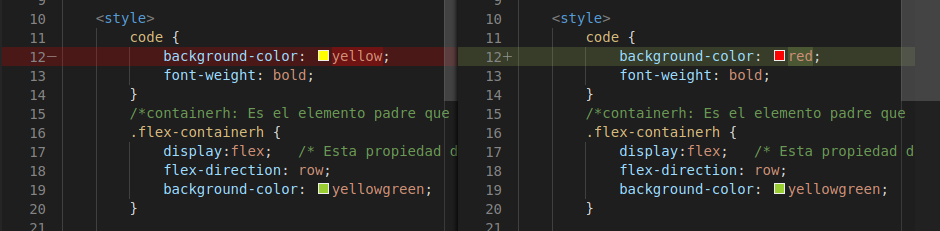 9
10 <style>
11 code {
12− background-color: yellow;
13 font-weight: bold;
14 }
15 /*containerh: Es el elemento padre que
16 .flex-containerh {
17 display:flex; /* Esta propiedad d
18 flex-direction: row;
19 background-color: yellowgreen;
20 }
21
9
10 <style>
11 code {
12+ background-color: red;
13 font-weight: bold;
14 }
15 /*containerh: Es el elemento padre que
16 .flex-containerh {
17 display:flex; /* Esta propiedad d
18 flex-direction: row;
19 background-color: yellowgreen;
20 }
21